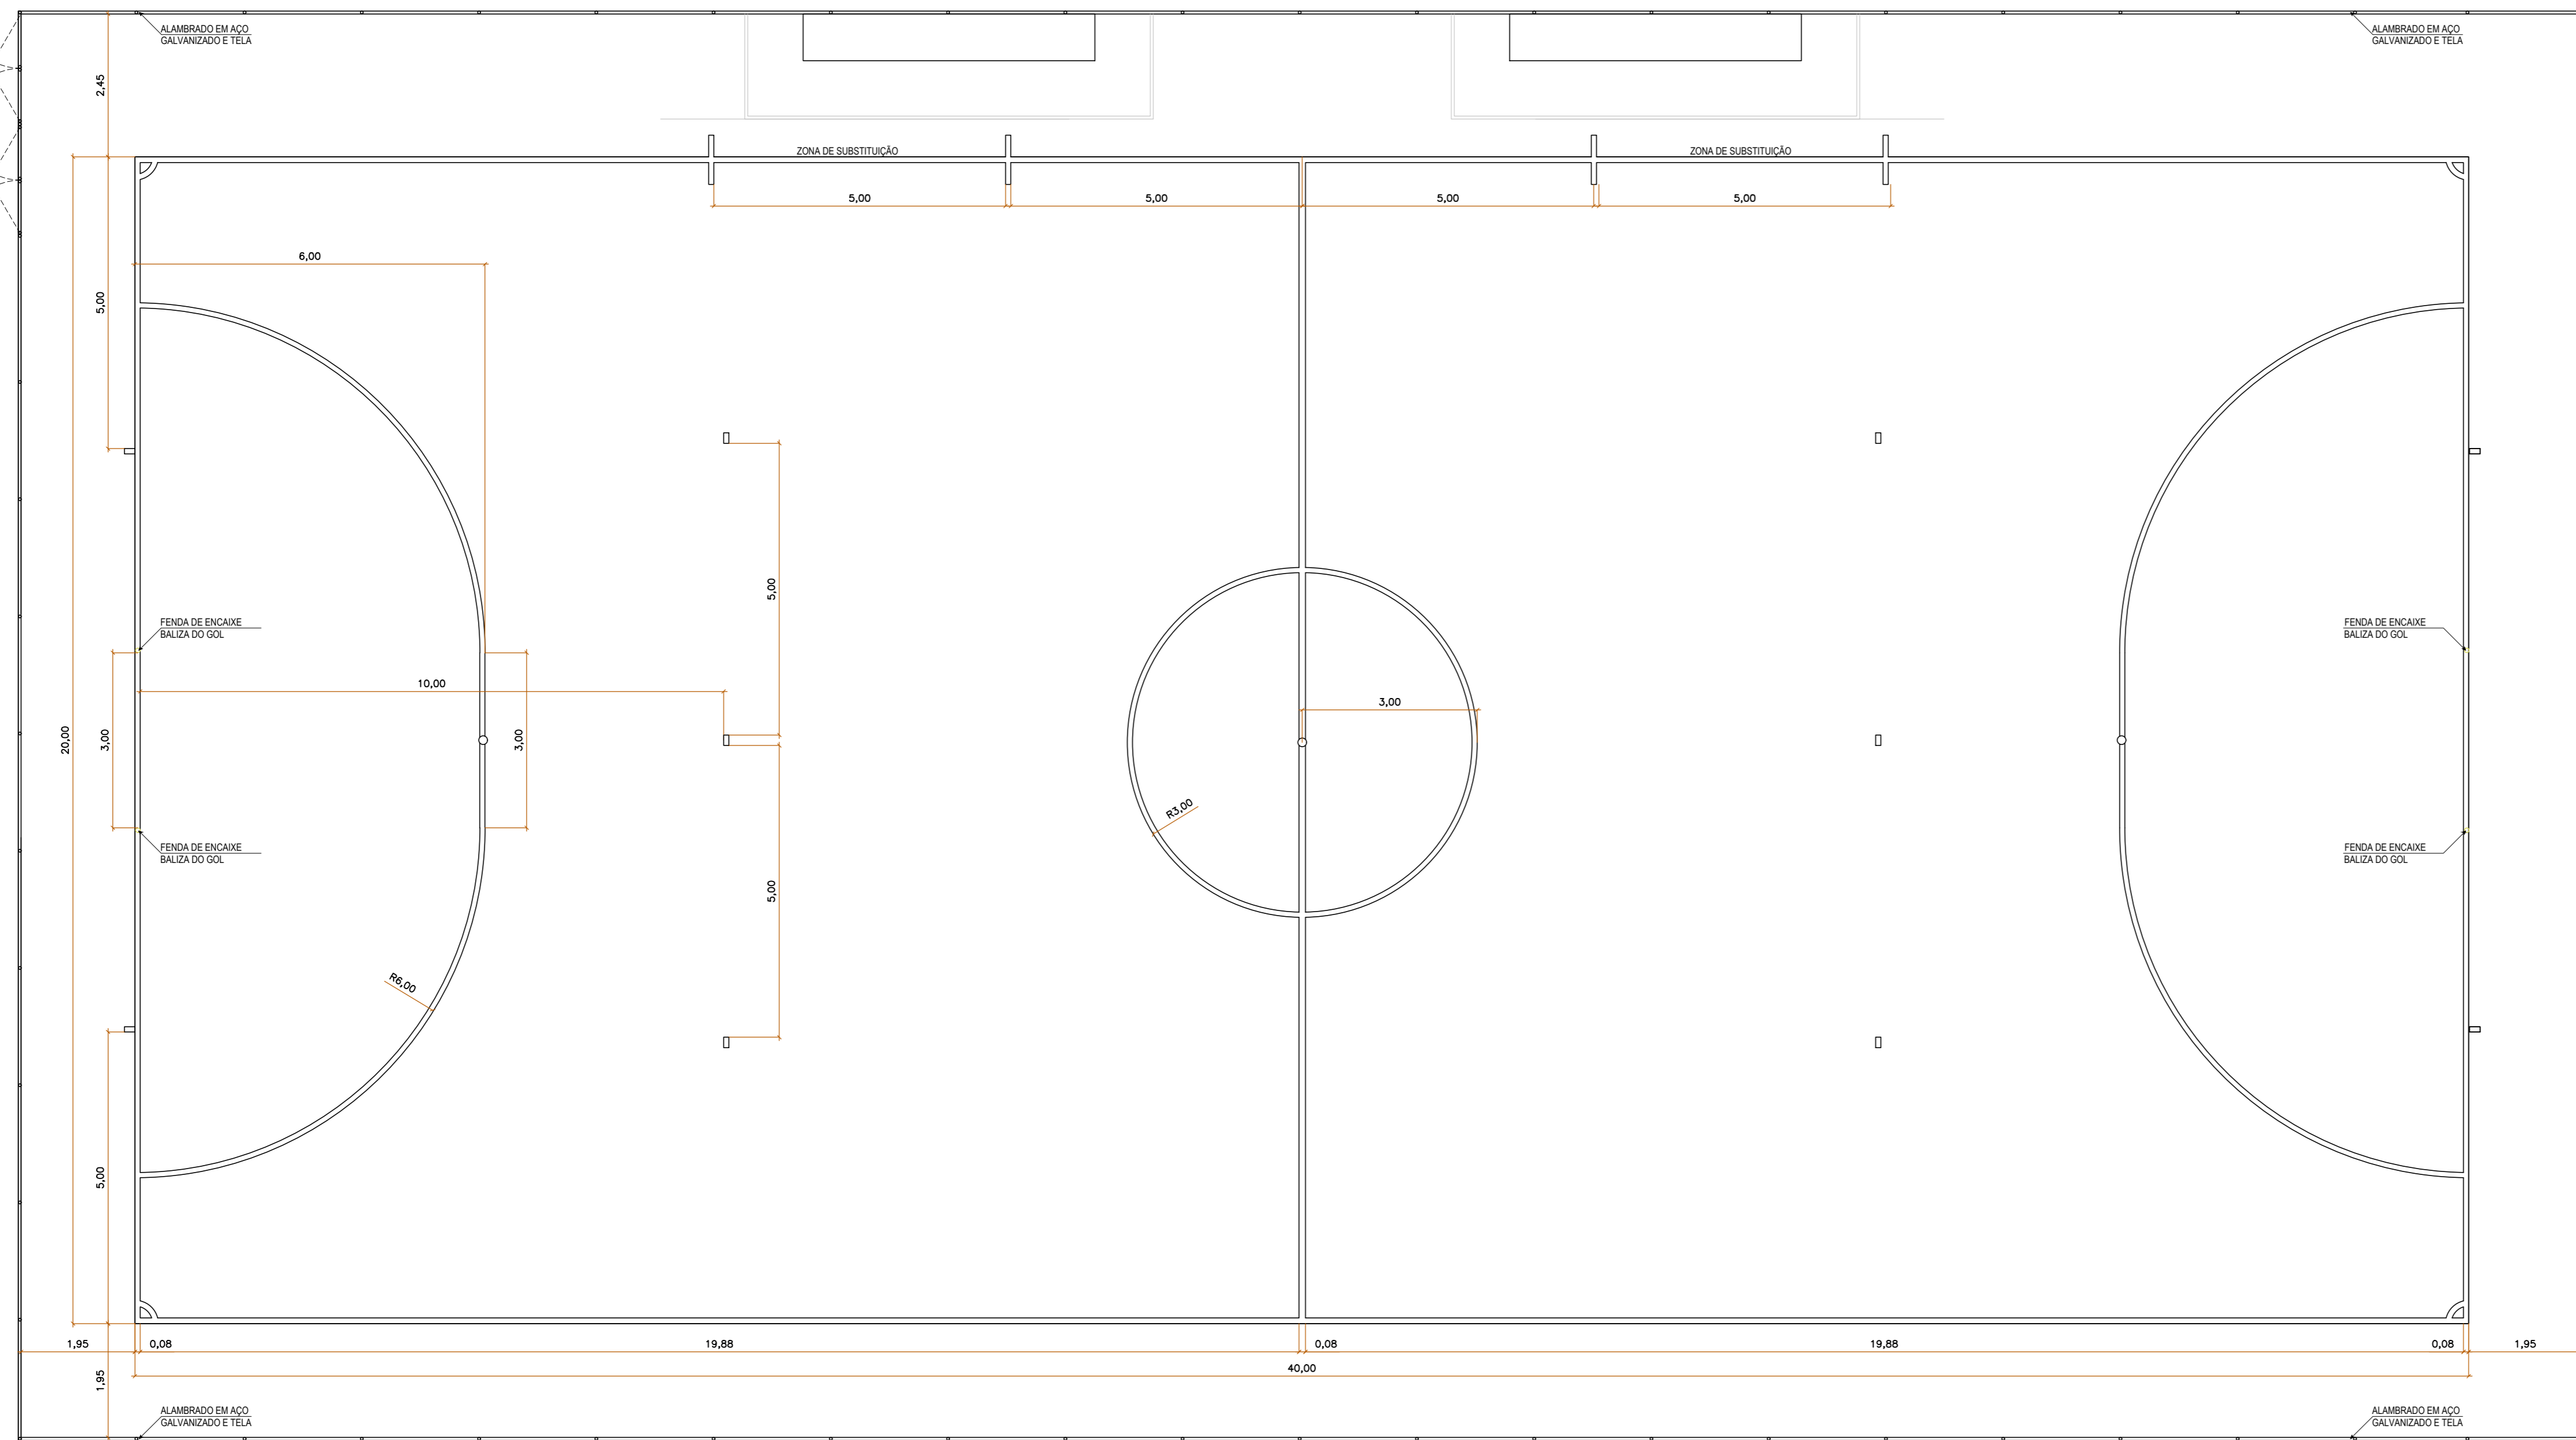 ALAMBRADO EM AÇO
GALVANIZADO E TELA
ALAMBRADO EM AÇO
GALVANIZADO E TELA
2,45
ZONA DE SUBSTITUIÇÃO
ZONA DE SUBSTITUIÇÃO
5,00
5,00
5,00
5,00
6,00
5,00
5,00
FENDA DE ENCAIXE
BALIZA DO GOL
FENDA DE ENCAIXE
BALIZA DO GOL
10,00
3,00
20,00
3,00
3,00
R3,00
FENDA DE ENCAIXE
BALIZA DO GOL
FENDA DE ENCAIXE
BALIZA DO GOL
5,00
R6,00
5,00
1,95
0,08
19,88
0,08
19,88
0,08
1,95
40,00
1,95
ALAMBRADO EM AÇO
GALVANIZADO E TELA
ALAMBRADO EM AÇO
GALVANIZADO E TELA